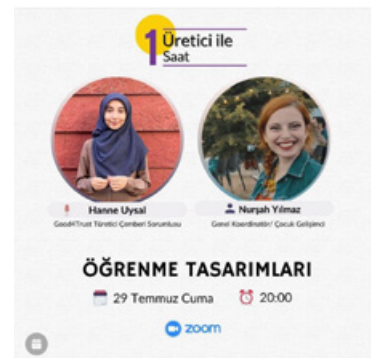 1 Üretici ile
Saat
Hanne Uysal
Good4Trust Türetici Çemberi Sorumlusu
Nurşah Yılmaz
Genel Koordinatör/ Çocuk Gelişimci
ÖĞRENME TASARIMLARI
29 Temmuz Cuma
20:00
zoom